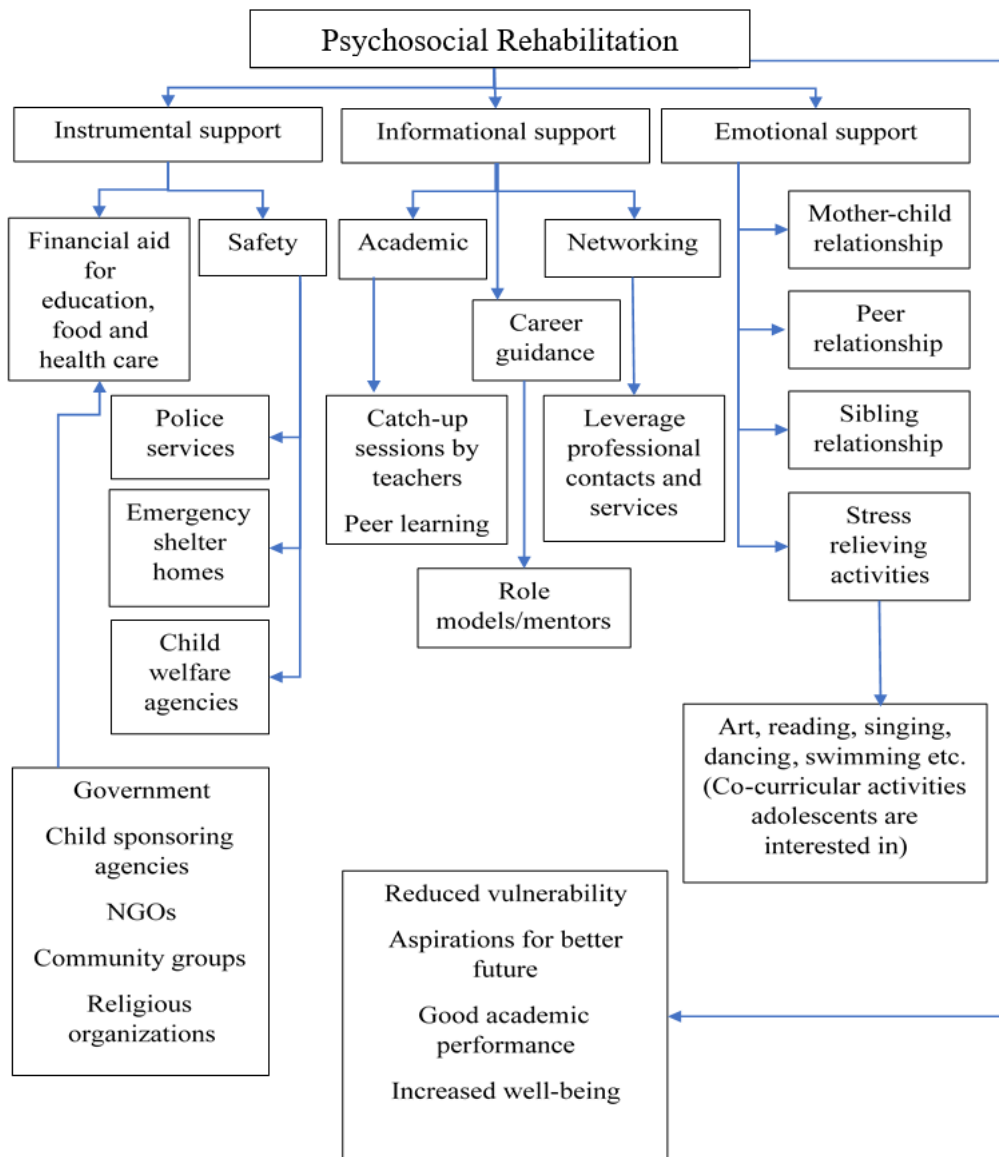 Psychosocial Rehabilitation
Instrumental support
Informational support
Emotional support
Financial aid
for
education,
food and
health care
Safety
Academic
Networking
Mother-child
relationship
Career
guidance
Peer
relationship
Police
services
Catch-up
sessions by
teachers
Peer learning
Leverage
professional
contacts and
services
Sibling
relationship
Emergency
shelter
homes
Stress
relieving
activities
Role
models/mentors
Child
welfare
agencies
Art, reading, singing,
dancing, swimming etc.
(Co-curricular activities
adolescents are
interested in)
Government
Child sponsoring
agencies
NGOs
Community groups
Religious
organizations
Reduced vulnerability
Aspirations for better
future
Good academic
performance
Increased well-being